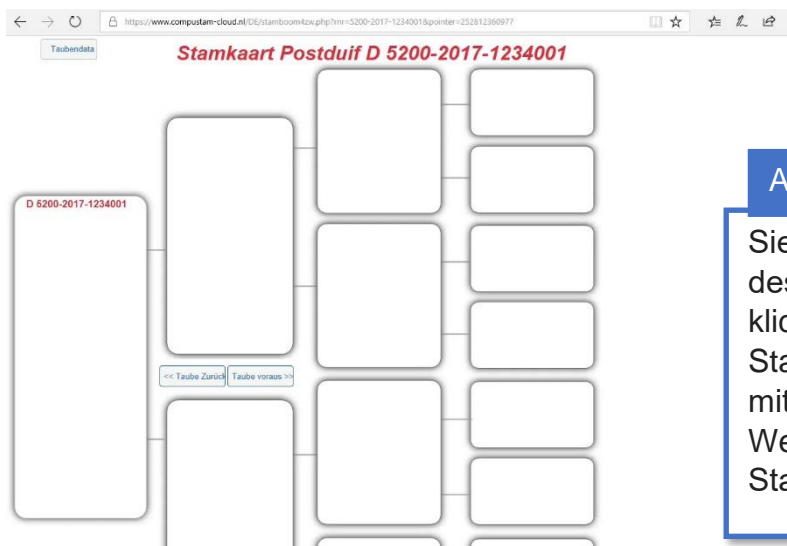 https://www.compustam-cloud.nl/DE/stamboom4zw.php?rnr=5200-2017-1234001&pointer=252812360977
Taubendata
Stamkaart Postduif D 5200-2017-1234001
D 5200-2017-1234001
<< Taube Zurück Taube voraus >>
A
Sie
des
klic
Sta
mit
We
Sta